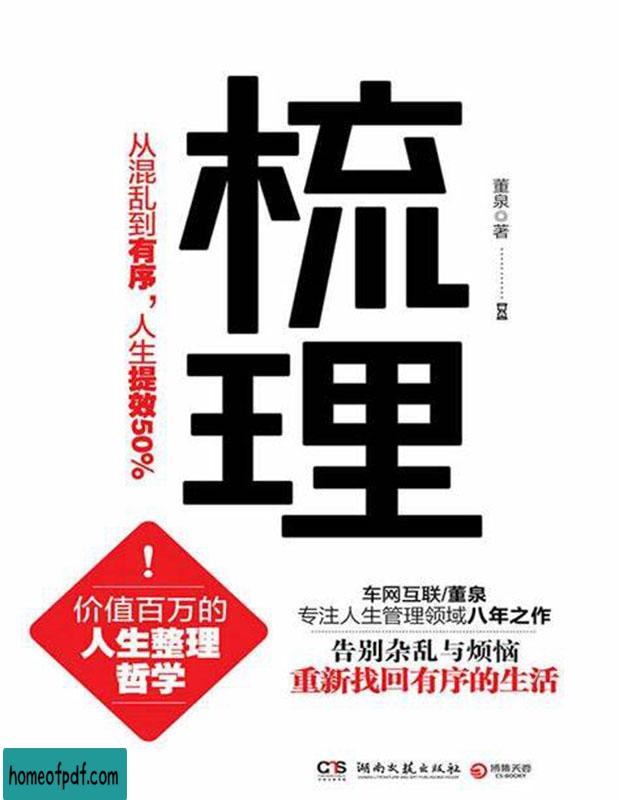 梳理
从混乱到有序，人生提效50%
董泉◎著
!
价值百万的
人生整理
哲学
车网互联/董泉
专注人生管理领域八年之作
告别杂乱与烦恼
重新找回有序的生活
湖南文艺出版社
博集天卷
CS-BOOKY
homeofpdf.com